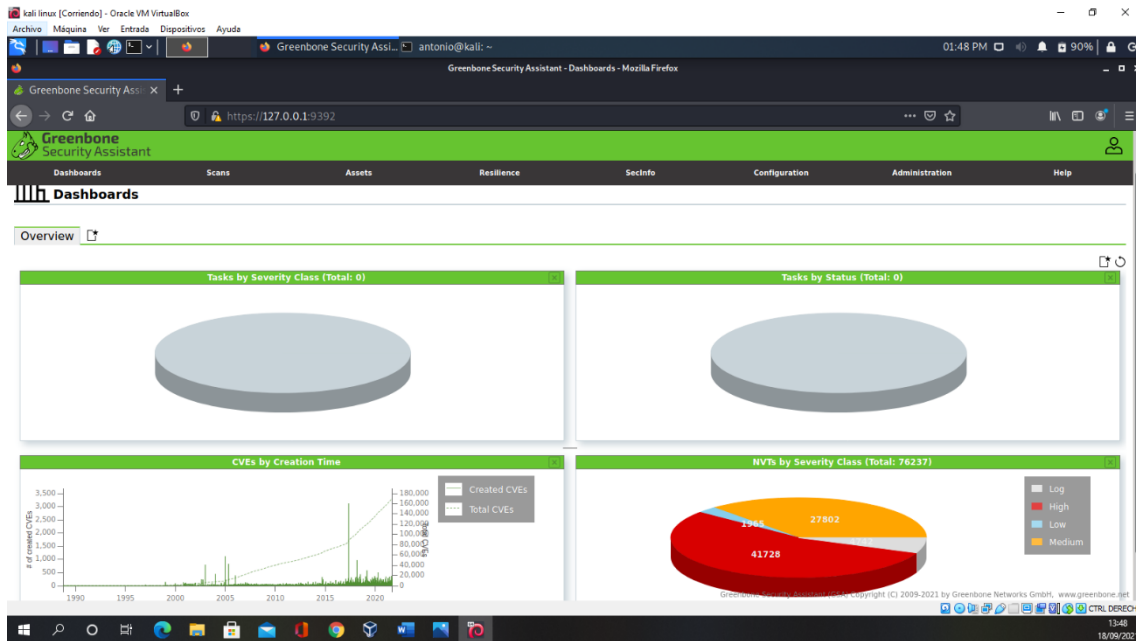 kali linux [Corriendo] - Oracle VM VirtualBox
Archivo Máquina Ver Entrada Dispositivos Ayuda
Greenbone Security Assi... antonio@kali: ~ 01:48 PM 90%
Greenbone Security Assistant - Dashboards - Mozilla Firefox
Greenbone Security Assis
https://127.0.0.1:9392
Greenbone
Security Assistant
Dashboards Scans Assets Resilience SecInfo Configuration Administration Help
Dashboards
Overview
Tasks by Severity Class (Total: 0) Tasks by Status (Total: 0)
CVEs by Creation Time NVTs by Severity Class (Total: 76237)
# of created CVEs
3,500
3,000
2,500
2,000
1,500
1,000
500
0
1990 1995 2000 2005 2010 2015 2020
180,000
160,000
140,000
120,000
100,000
80,000
60,000
40,000
20,000
0
Total CVEs
Created CVEs
Total CVEs
1965 27802
41728
Log
High
Low
Medium
Greenbone Security Assistant (GSA) Copyright (C) 2009-2021 by Greenbone Networks GmbH, www.greenbone.net
CTRL DERECH
13:48
18/09/202